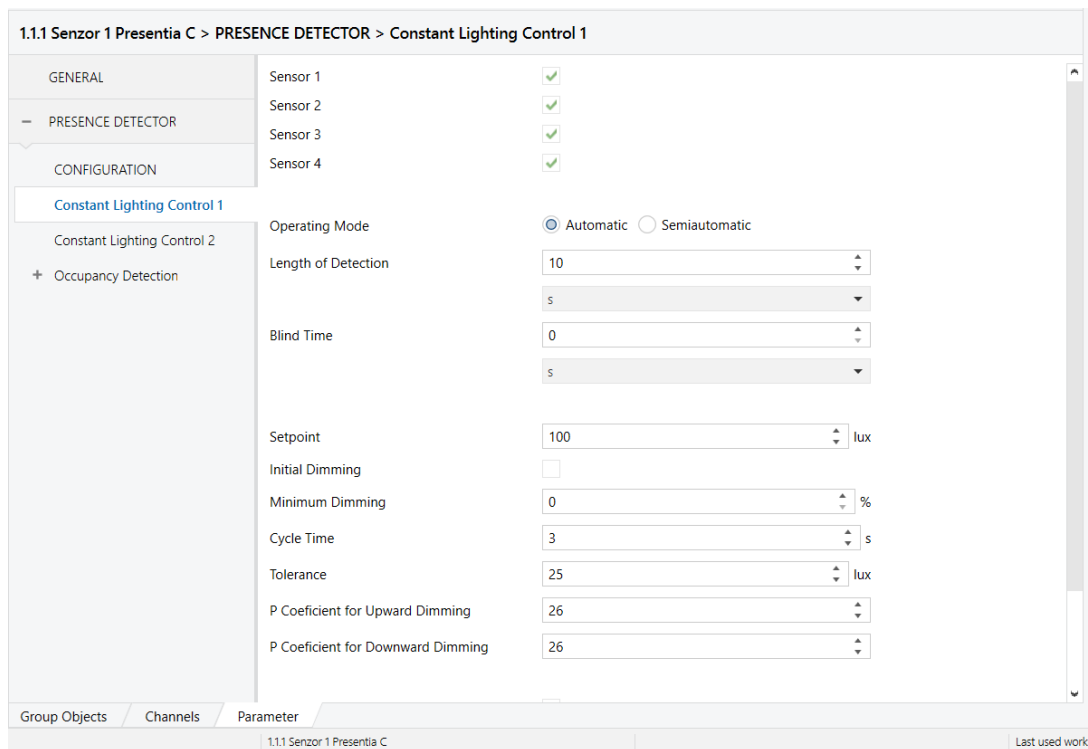 1.1.1 Senzor 1 Presentia C > PRESENCE DETECTOR > Constant Lighting Control 1
GENERAL
− PRESENCE DETECTOR
CONFIGURATION
Constant Lighting Control 1
Constant Lighting Control 2
+ Occupancy Detection
Sensor 1
Sensor 2
Sensor 3
Sensor 4
Operating Mode Automatic Semiautomatic
Length of Detection 10
s
Blind Time 0
s
Setpoint 100 lux
Initial Dimming
Minimum Dimming 0 %
Cycle Time 3 s
Tolerance 25 lux
P Coeficient for Upward Dimming 26
P Coeficient for Downward Dimming 26
Group Objects Channels Parameter
1.1.1 Senzor 1 Presentia C Last used work